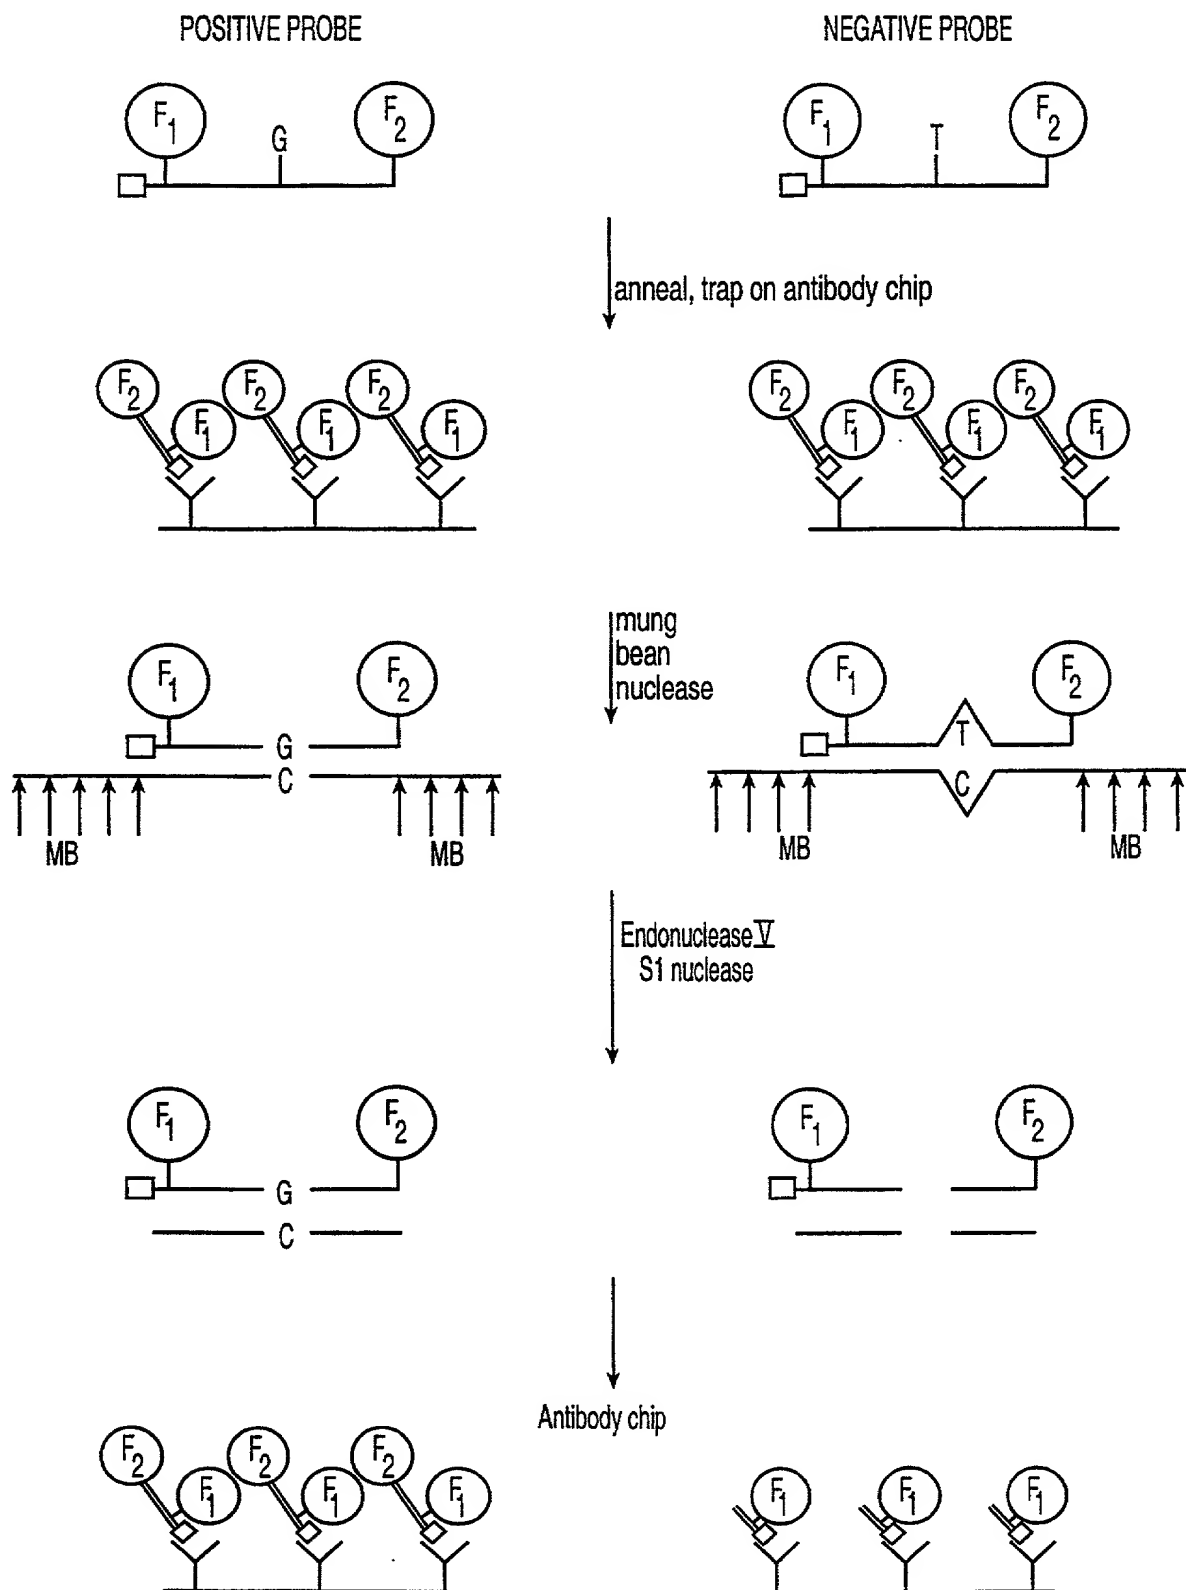 POSITIVE PROBE NEGATIVE PROBE
F1 G F2 F1 T F2
anneal, trap on antibody chip
F2 F1 F2 F1 F2 F1 F2 F1 F2 F1 F2 F1
mung
bean
nuclease
F1 F2 F1 F2
G T
C C
MB MB MB MB
Endonuclease V
S1 nuclease
F1 F2 F1 F2
G
C
Antibody chip
F2 F1 F2 F1 F2 F1 F1 F1 F1